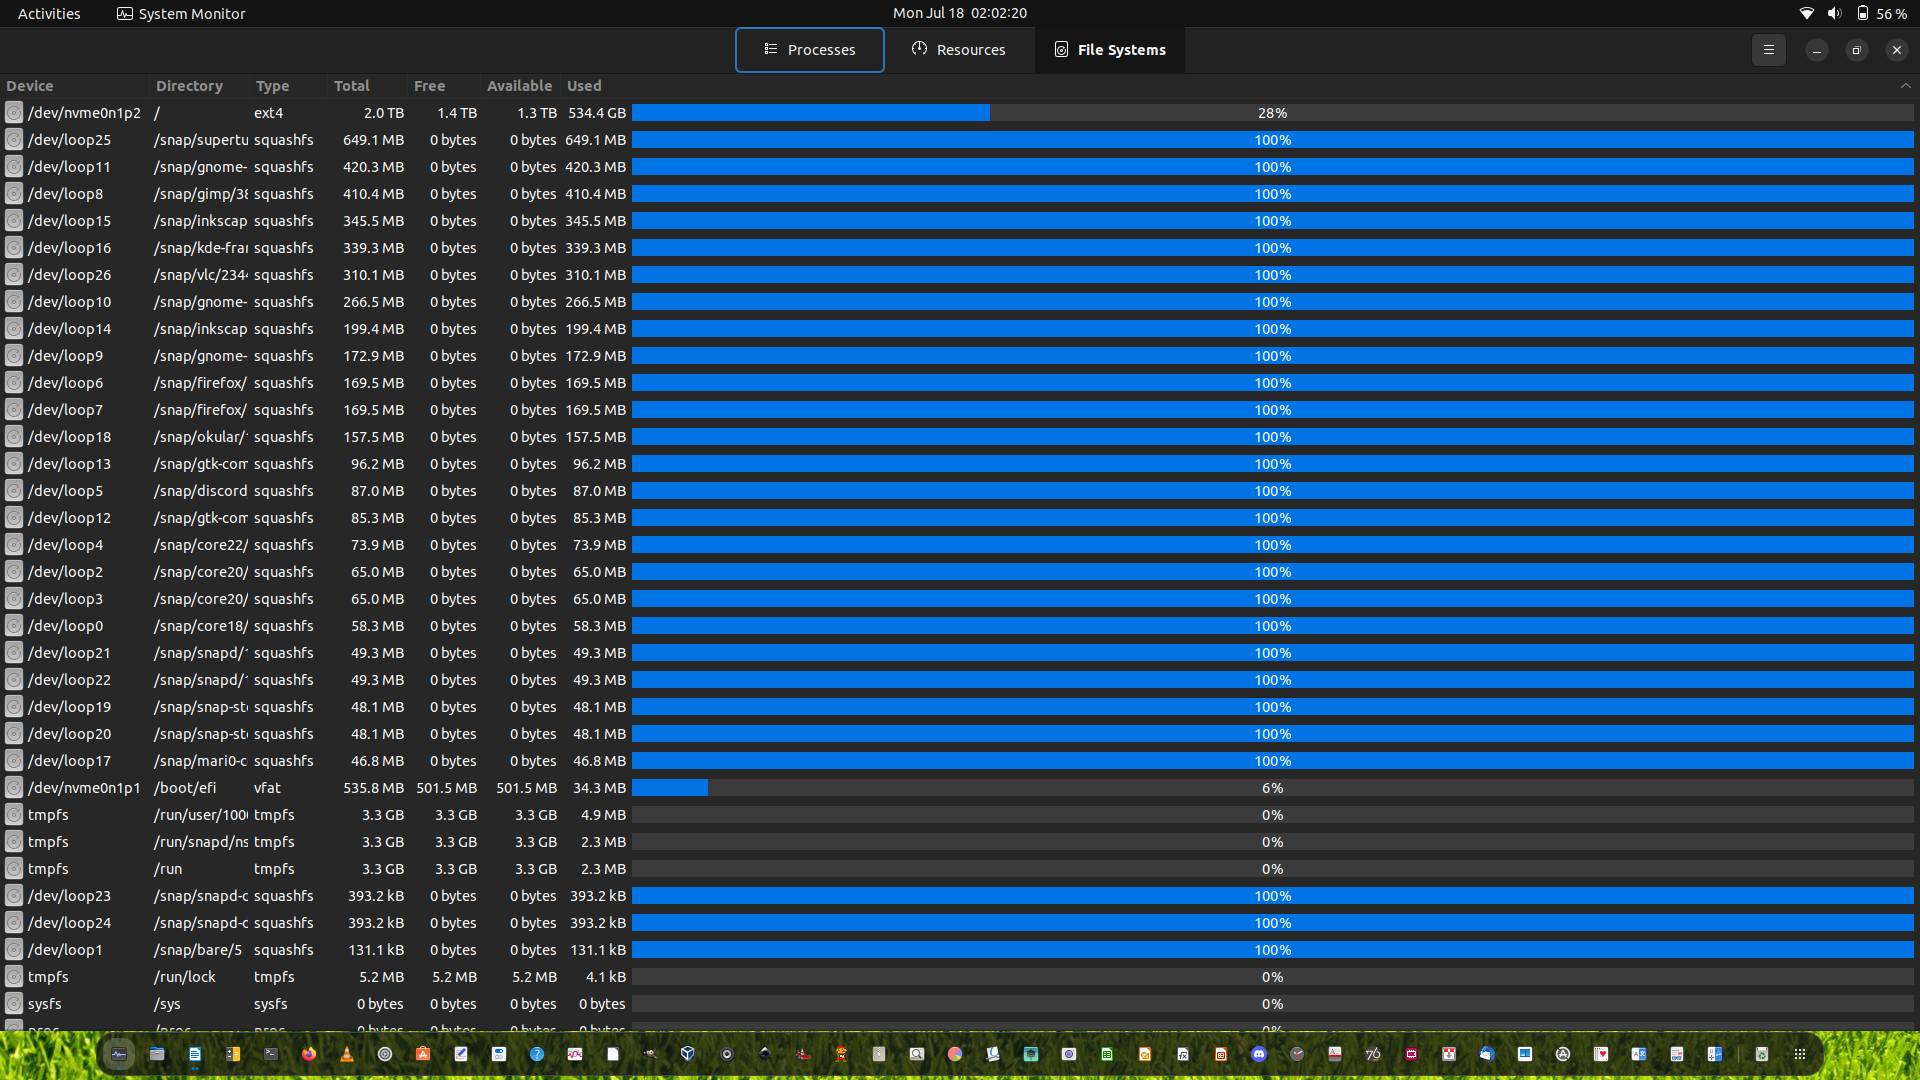 Activities System Monitor Mon Jul 18 02:02:20 56 %
Processes Resources File Systems
Device Directory Type Total Free Available Used
/dev/nvme0n1p2 / ext4 2.0 TB 1.4 TB 1.3 TB 534.4 GB 28%
/dev/loop25 /snap/supertu squashfs 649.1 MB 0 bytes 0 bytes 649.1 MB 100%
/dev/loop11 /snap/gnome- squashfs 420.3 MB 0 bytes 0 bytes 420.3 MB 100%
/dev/loop8 /snap/gimp/38 squashfs 410.4 MB 0 bytes 0 bytes 410.4 MB 100%
/dev/loop15 /snap/inkscap squashfs 345.5 MB 0 bytes 0 bytes 345.5 MB 100%
/dev/loop16 /snap/kde-frar squashfs 339.3 MB 0 bytes 0 bytes 339.3 MB 100%
/dev/loop26 /snap/vlc/2344 squashfs 310.1 MB 0 bytes 0 bytes 310.1 MB 100%
/dev/loop10 /snap/gnome- squashfs 266.5 MB 0 bytes 0 bytes 266.5 MB 100%
/dev/loop14 /snap/inkscap squashfs 199.4 MB 0 bytes 0 bytes 199.4 MB 100%
/dev/loop9 /snap/gnome- squashfs 172.9 MB 0 bytes 0 bytes 172.9 MB 100%
/dev/loop6 /snap/firefox/ squashfs 169.5 MB 0 bytes 0 bytes 169.5 MB 100%
/dev/loop7 /snap/firefox/ squashfs 169.5 MB 0 bytes 0 bytes 169.5 MB 100%
/dev/loop18 /snap/okular/1 squashfs 157.5 MB 0 bytes 0 bytes 157.5 MB 100%
/dev/loop13 /snap/gtk-com squashfs 96.2 MB 0 bytes 0 bytes 96.2 MB 100%
/dev/loop5 /snap/discord squashfs 87.0 MB 0 bytes 0 bytes 87.0 MB 100%
/dev/loop12 /snap/gtk-com squashfs 85.3 MB 0 bytes 0 bytes 85.3 MB 100%
/dev/loop4 /snap/core22/ squashfs 73.9 MB 0 bytes 0 bytes 73.9 MB 100%
/dev/loop2 /snap/core20/ squashfs 65.0 MB 0 bytes 0 bytes 65.0 MB 100%
/dev/loop3 /snap/core20/ squashfs 65.0 MB 0 bytes 0 bytes 65.0 MB 100%
/dev/loop0 /snap/core18/ squashfs 58.3 MB 0 bytes 0 bytes 58.3 MB 100%
/dev/loop21 /snap/snapd/1 squashfs 49.3 MB 0 bytes 0 bytes 49.3 MB 100%
/dev/loop22 /snap/snapd/1 squashfs 49.3 MB 0 bytes 0 bytes 49.3 MB 100%
/dev/loop19 /snap/snap-sto squashfs 48.1 MB 0 bytes 0 bytes 48.1 MB 100%
/dev/loop20 /snap/snap-sto squashfs 48.1 MB 0 bytes 0 bytes 48.1 MB 100%
/dev/loop17 /snap/mari0-c squashfs 46.8 MB 0 bytes 0 bytes 46.8 MB 100%
/dev/nvme0n1p1 /boot/efi vfat 535.8 MB 501.5 MB 501.5 MB 34.3 MB 6%
tmpfs /run/user/1000 tmpfs 3.3 GB 3.3 GB 3.3 GB 4.9 MB 0%
tmpfs /run/snapd/ns tmpfs 3.3 GB 3.3 GB 3.3 GB 2.3 MB 0%
tmpfs /run tmpfs 3.3 GB 3.3 GB 3.3 GB 2.3 MB 0%
/dev/loop23 /snap/snapd-c squashfs 393.2 kB 0 bytes 0 bytes 393.2 kB 100%
/dev/loop24 /snap/snapd-c squashfs 393.2 kB 0 bytes 0 bytes 393.2 kB 100%
/dev/loop1 /snap/bare/5 squashfs 131.1 kB 0 bytes 0 bytes 131.1 kB 100%
tmpfs /run/lock tmpfs 5.2 MB 5.2 MB 5.2 MB 4.1 kB 0%
sysfs /sys sysfs 0 bytes 0 bytes 0 bytes 0 bytes 0%
proc /proc proc 0 bytes 0 bytes 0 bytes 0 bytes 0%